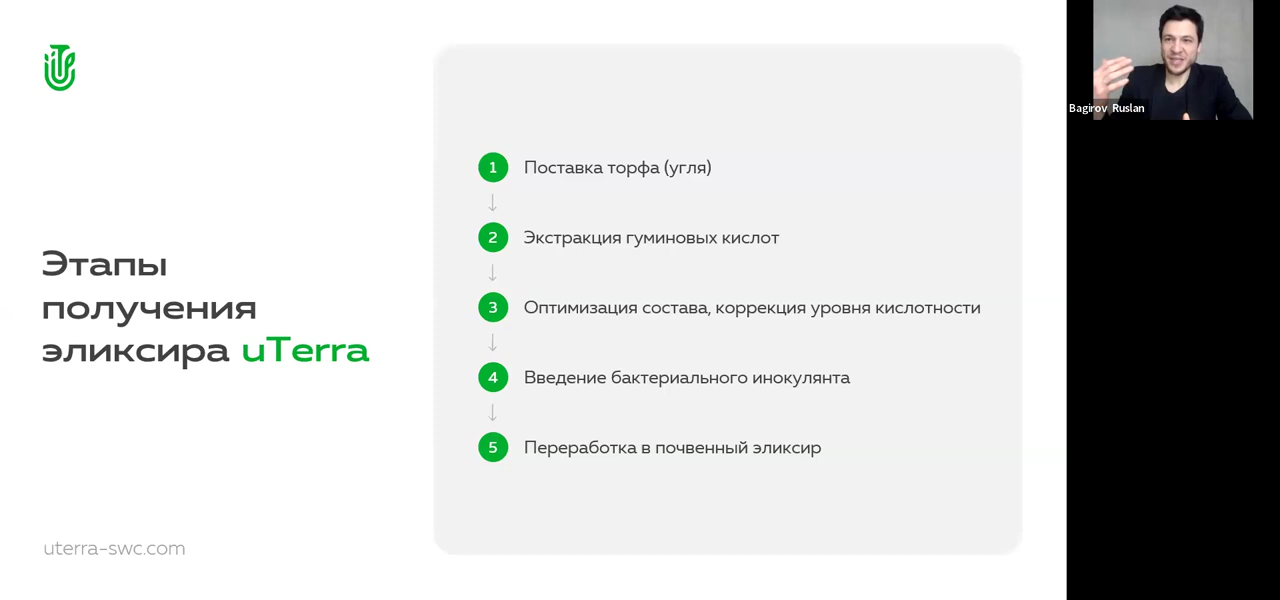 Этапы
получения
эликсира uTerra
uterra-swc.com
1 Поставка торфа (угля)
2 Экстракция гуминовых кислот
3 Оптимизация состава, коррекция уровня кислотности
4 Введение бактериального инокулянта
5 Переработка в почвенный эликсир
Bagirov Ruslan